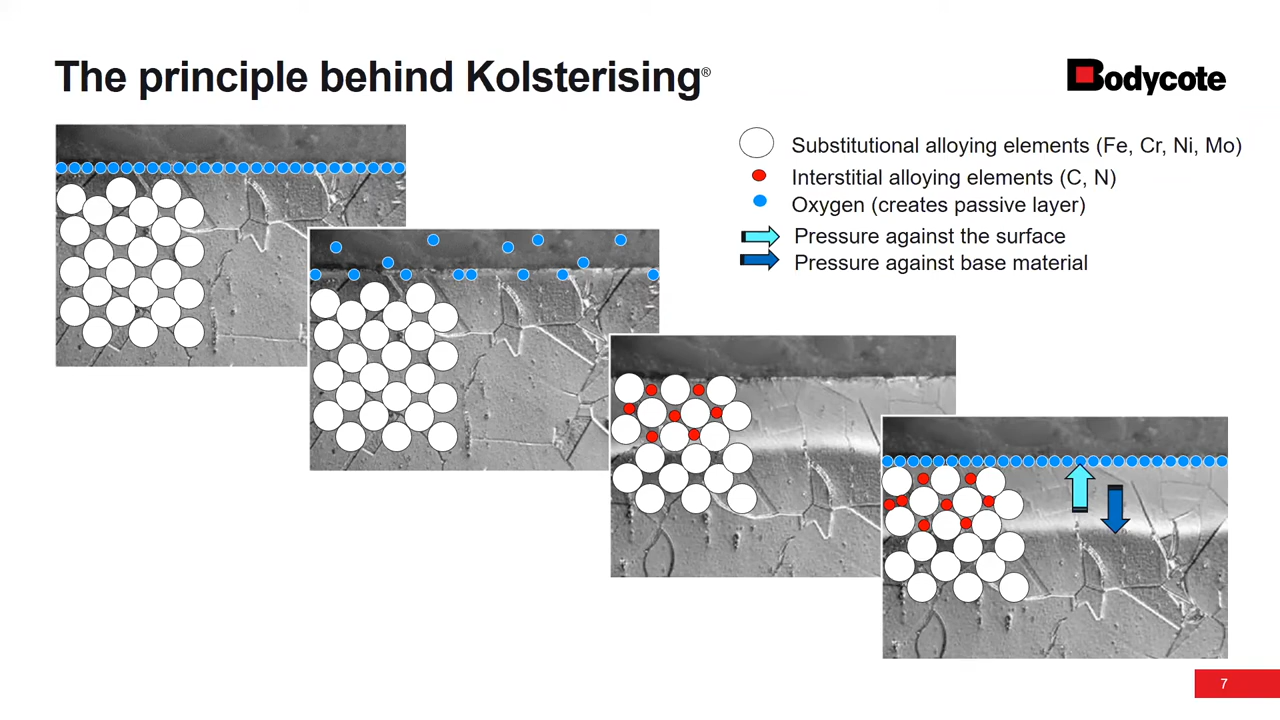 The principle behind Kolsterising®
Bodycote
Substitutional alloying elements (Fe, Cr, Ni, Mo)
Interstitial alloying elements (C, N)
Oxygen (creates passive layer)
Pressure against the surface
Pressure against base material
7